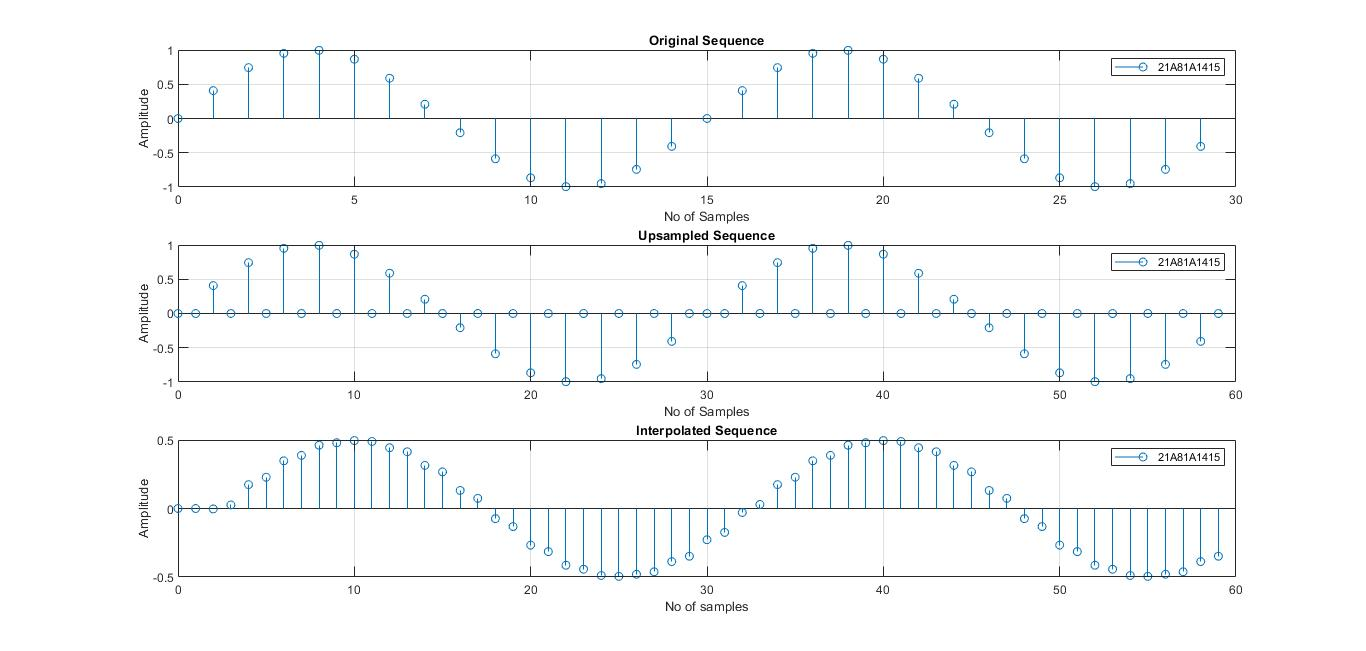 Original Sequence
1
0.5
0
-0.5
-1
Amplitude
21A81A1415
0 5 10 15 20 25 30
No of Samples
Upsampled Sequence
1
0.5
0
-0.5
-1
Amplitude
21A81A1415
0 10 20 30 40 50 60
No of Samples
Interpolated Sequence
0.5
0
-0.5
Amplitude
21A81A1415
0 10 20 30 40 50 60
No of samples